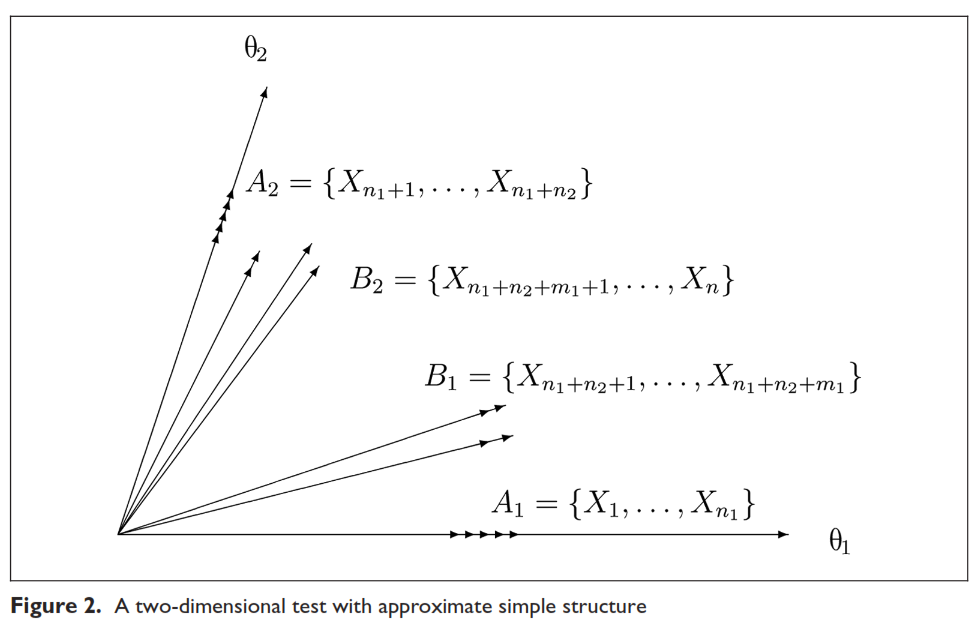 θ₂
A₂ = {Xₙ₁₊₁, . . . , Xₙ₁₊ₙ₂}
B₂ = {Xₙ₁₊ₙ₂₊ₘ₁₊₁, . . . , Xₙ}
B₁ = {Xₙ₁₊ₙ₂₊₁, . . . , Xₙ₁₊ₙ₂₊ₘ₁}
A₁ = {X₁, . . . , Xₙ₁}
θ₁
Figure 2. A two-dimensional test with approximate simple structure